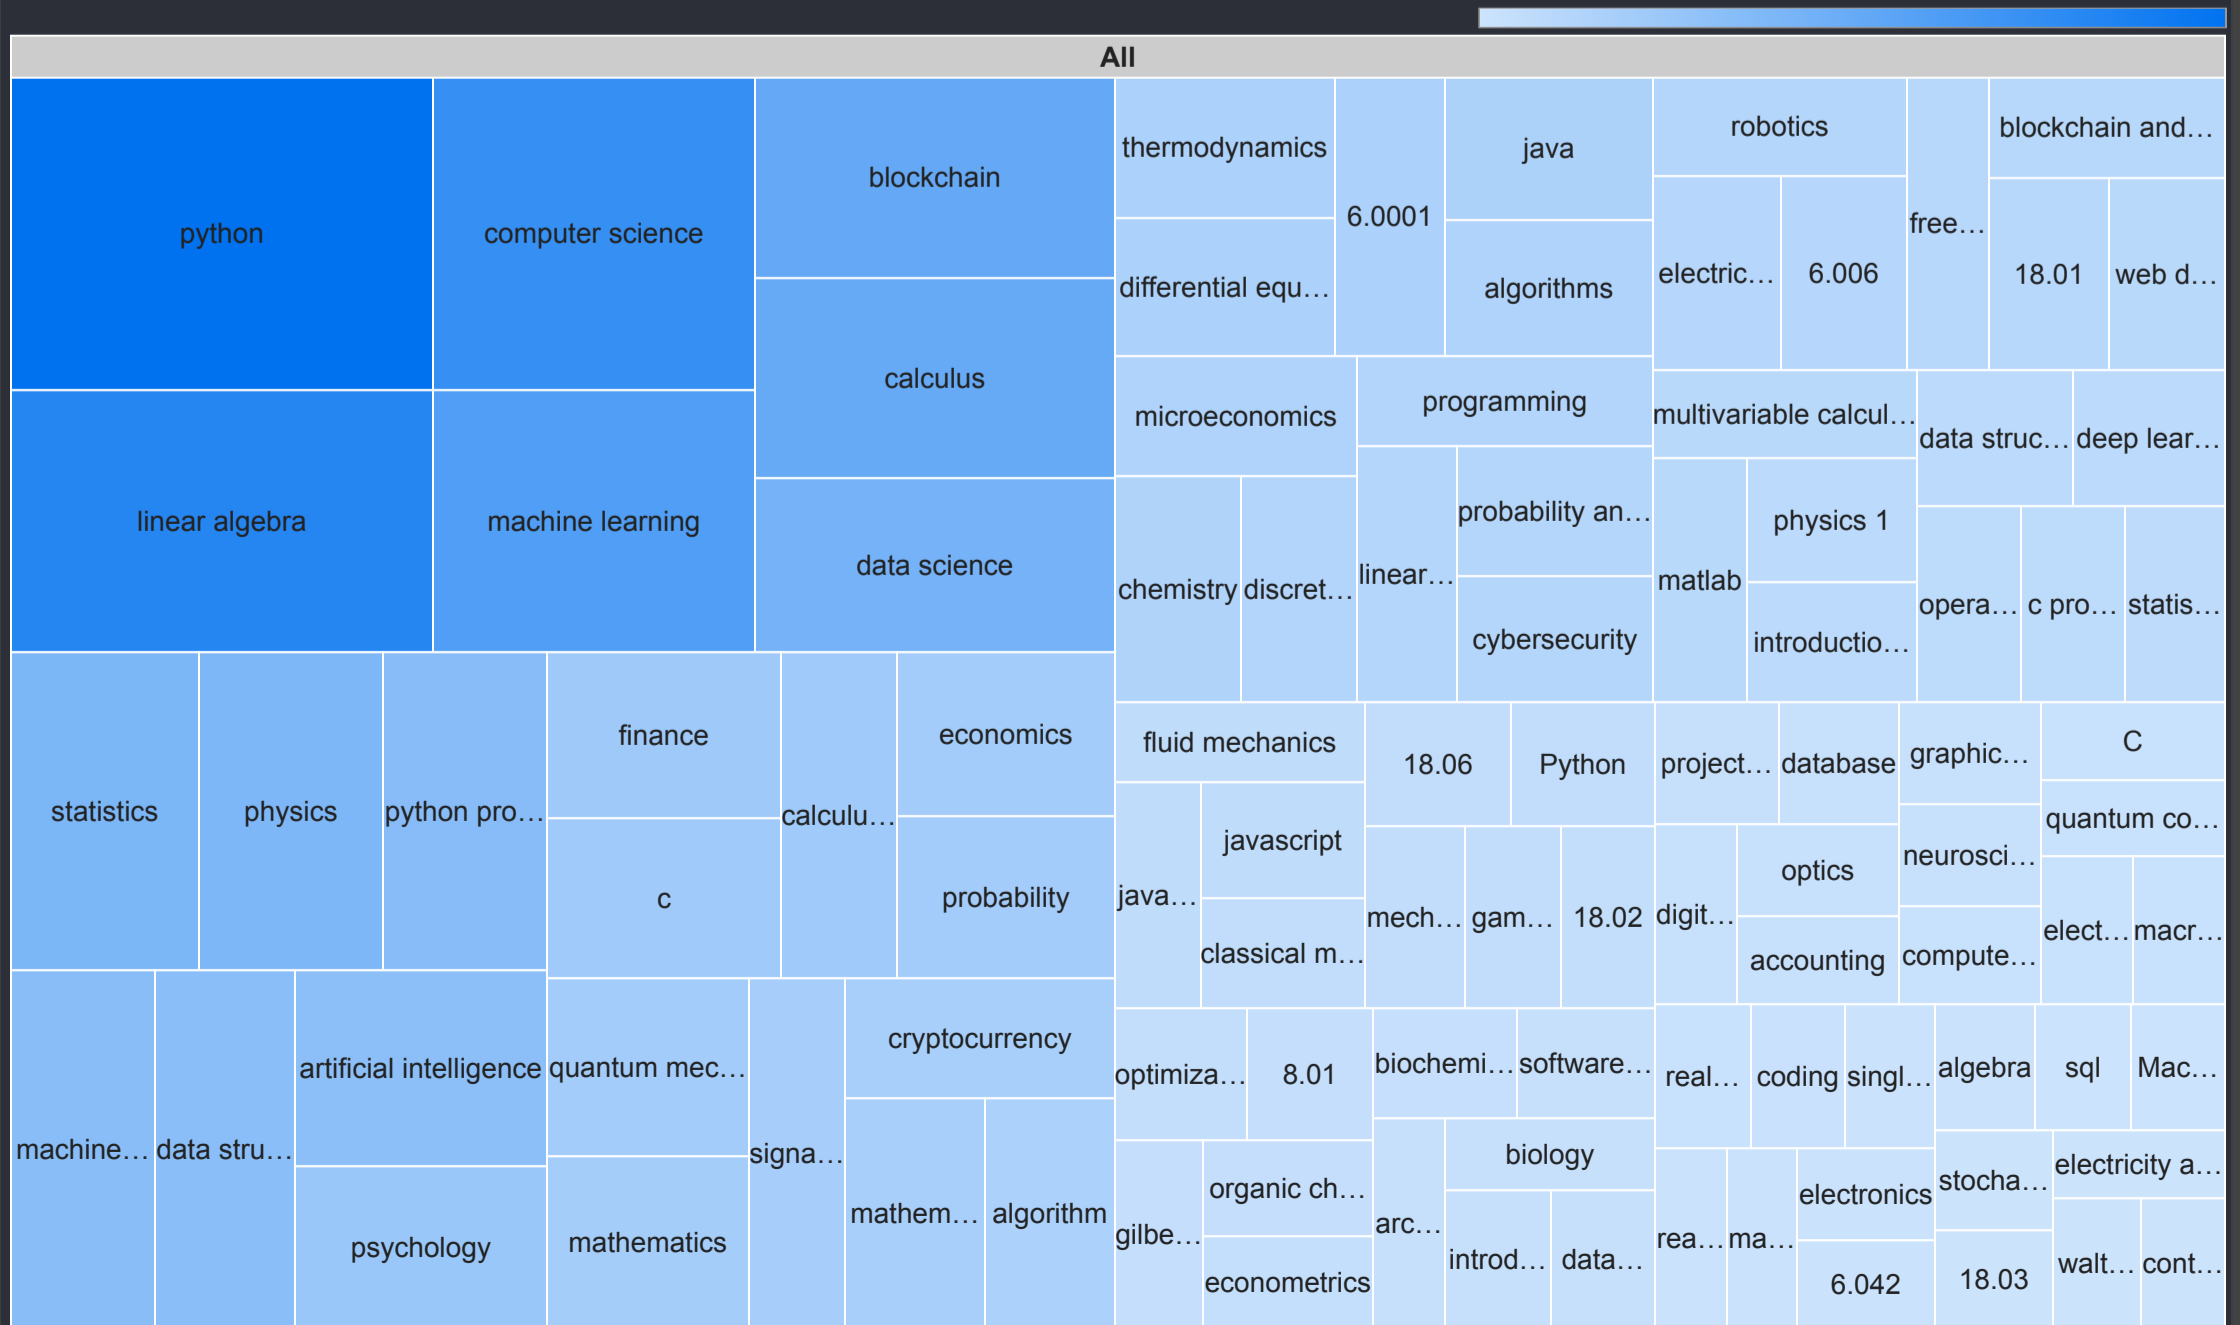 All
python
computer science
blockchain
calculus
linear algebra
machine learning
data science
statistics
physics
python pro…
finance
c
calculu…
economics
probability
machine…
data stru…
artificial intelligence
psychology
quantum mec…
mathematics
signa…
cryptocurrency
mathem…
algorithm
thermodynamics
differential equ…
6.0001
java
algorithms
microeconomics
programming
chemistry
discret…
linear…
probability an…
cybersecurity
robotics
electric…
6.006
free…
blockchain and…
18.01
web d…
multivariable calcul…
matlab
physics 1
introductio…
data struc…
deep lear…
opera…
c pro…
statis…
fluid mechanics
java…
javascript
classical m…
18.06
Python
mech…
gam…
18.02
project…
database
digit…
optics
accounting
graphic…
neurosci…
compute…
C
quantum co…
elect…
macr…
optimiza…
8.01
gilbe…
organic ch…
econometrics
biochemi…
software…
arc…
biology
introd…
data…
real…
coding
singl…
rea…
ma…
electronics
6.042
algebra
sql
Mac…
stocha…
18.03
electricity a…
walt…
cont…